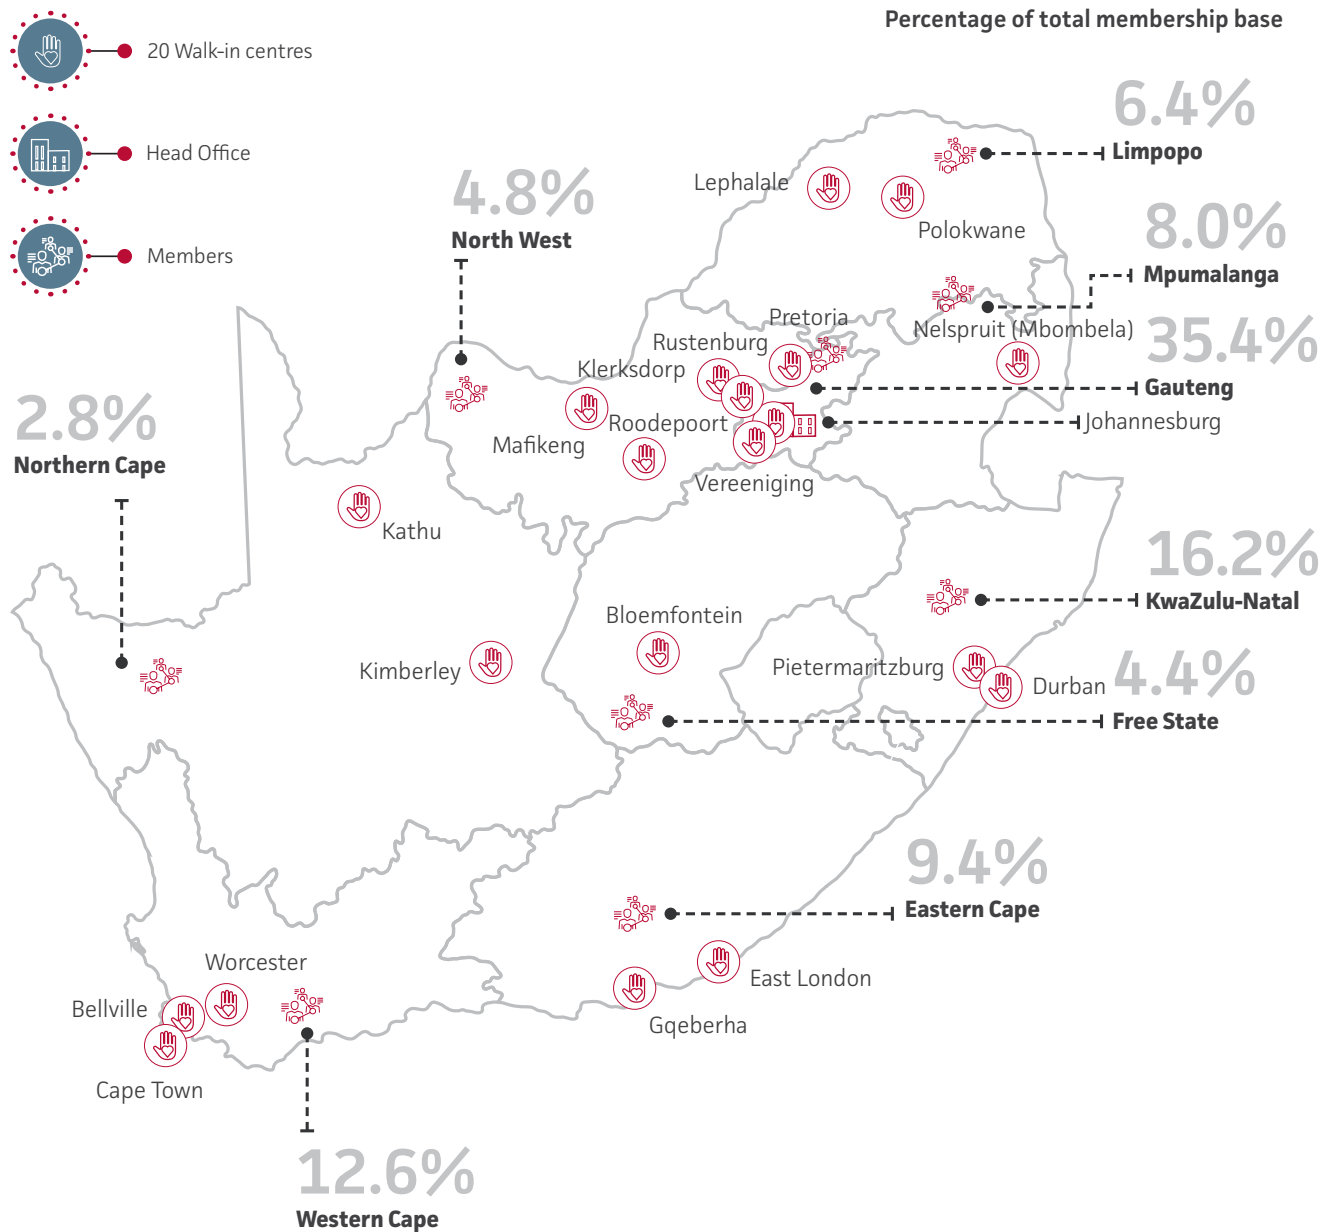 Percentage of total membership base
20 Walk-in centres
Head Office
Members
6.4%
Limpopo
Lephalale
Polokwane
4.8%
North West
8.0%
Mpumalanga
Pretoria
Nelspruit (Mbombela)
Rustenburg
35.4%
Gauteng
Klerksdorp
Roodepoort
Johannesburg
Mafikeng
Vereeniging
2.8%
Northern Cape
Kathu
16.2%
KwaZulu-Natal
Bloemfontein
Kimberley
Pietermaritzburg
Durban
4.4%
Free State
9.4%
Eastern Cape
Worcester
East London
Bellville
Gqeberha
Cape Town
12.6%
Western Cape